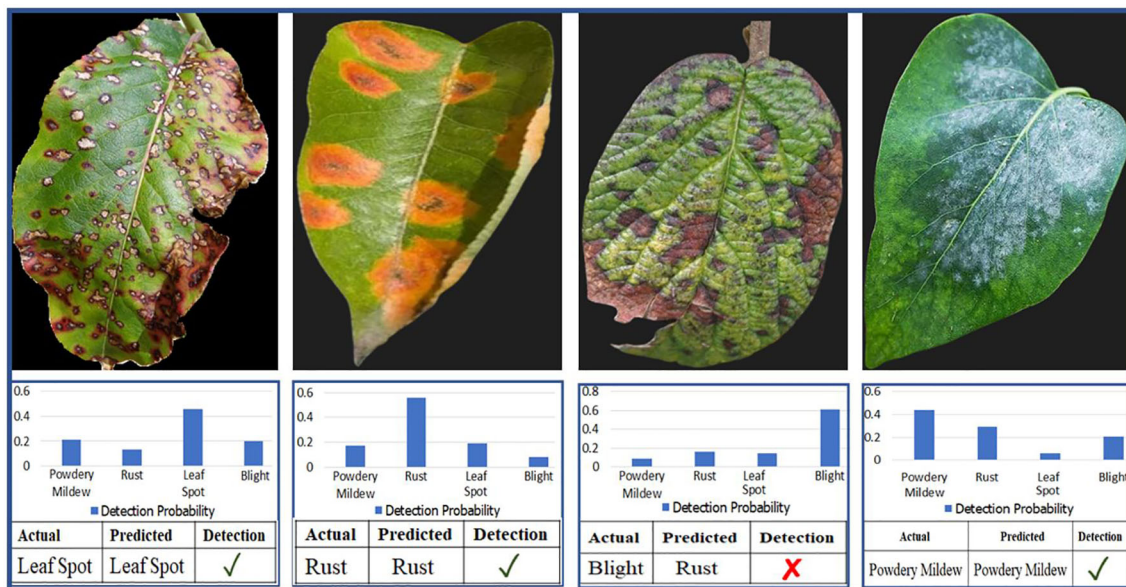 0.6
0.4
0.2
0
Powdery Mildew
Rust
Leaf Spot
Blight
Detection Probability
Actual Predicted Detection
Leaf Spot Leaf Spot ✓
0.6
0.4
0.2
0
Powdery Mildew
Rust
Leaf Spot
Blight
Detection Probability
Actual Predicted Detection
Rust Rust ✓
0.8
0.6
0.4
0.2
0
Powdery Mildew
Rust
Leaf Spot
Blight
Detection Probability
Actual Predicted Detection
Blight Rust ✗
0.6
0.4
0.2
0
Powdery Mildew
Rust
Leaf Spot
Blight
Detection Probability
Actual Predicted Detection
Powdery Mildew Powdery Mildew ✓